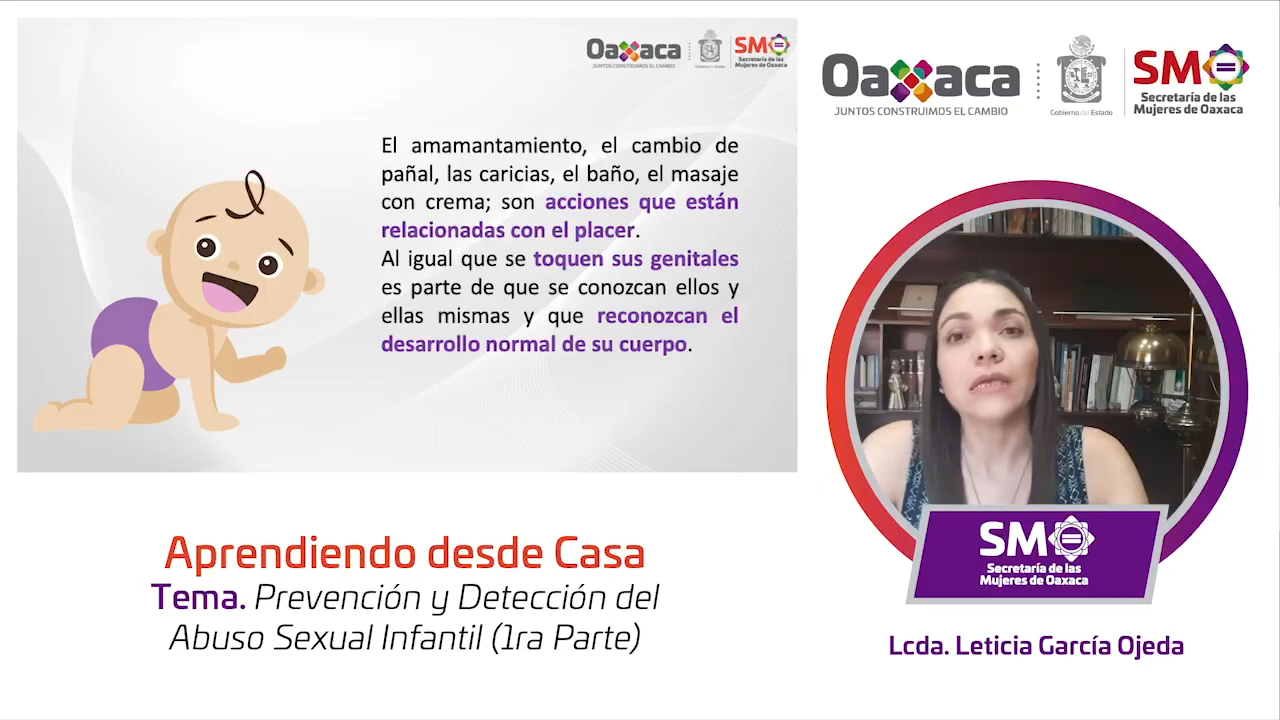 Oaxaca
JUNTOS CONSTRUIMOS EL CAMBIO
Gobierno del Estado
SM
Secretaría de las
Mujeres de Oaxaca
El amamantamiento, el cambio de
pañal, las caricias, el baño, el masaje
con crema; son acciones que están
relacionadas con el placer.
Al igual que se toquen sus genitales
es parte de que se conozcan ellos y
ellas mismas y que reconozcan el
desarrollo normal de su cuerpo.
Oaxaca
JUNTOS CONSTRUIMOS EL CAMBIO
Gobierno del Estado
SM
Secretaría de las
Mujeres de Oaxaca
SM
Secretaría de las
Mujeres de Oaxaca
Aprendiendo desde Casa
Tema. Prevención y Detección del
Abuso Sexual Infantil (1ra Parte)
Lcda. Leticia García Ojeda